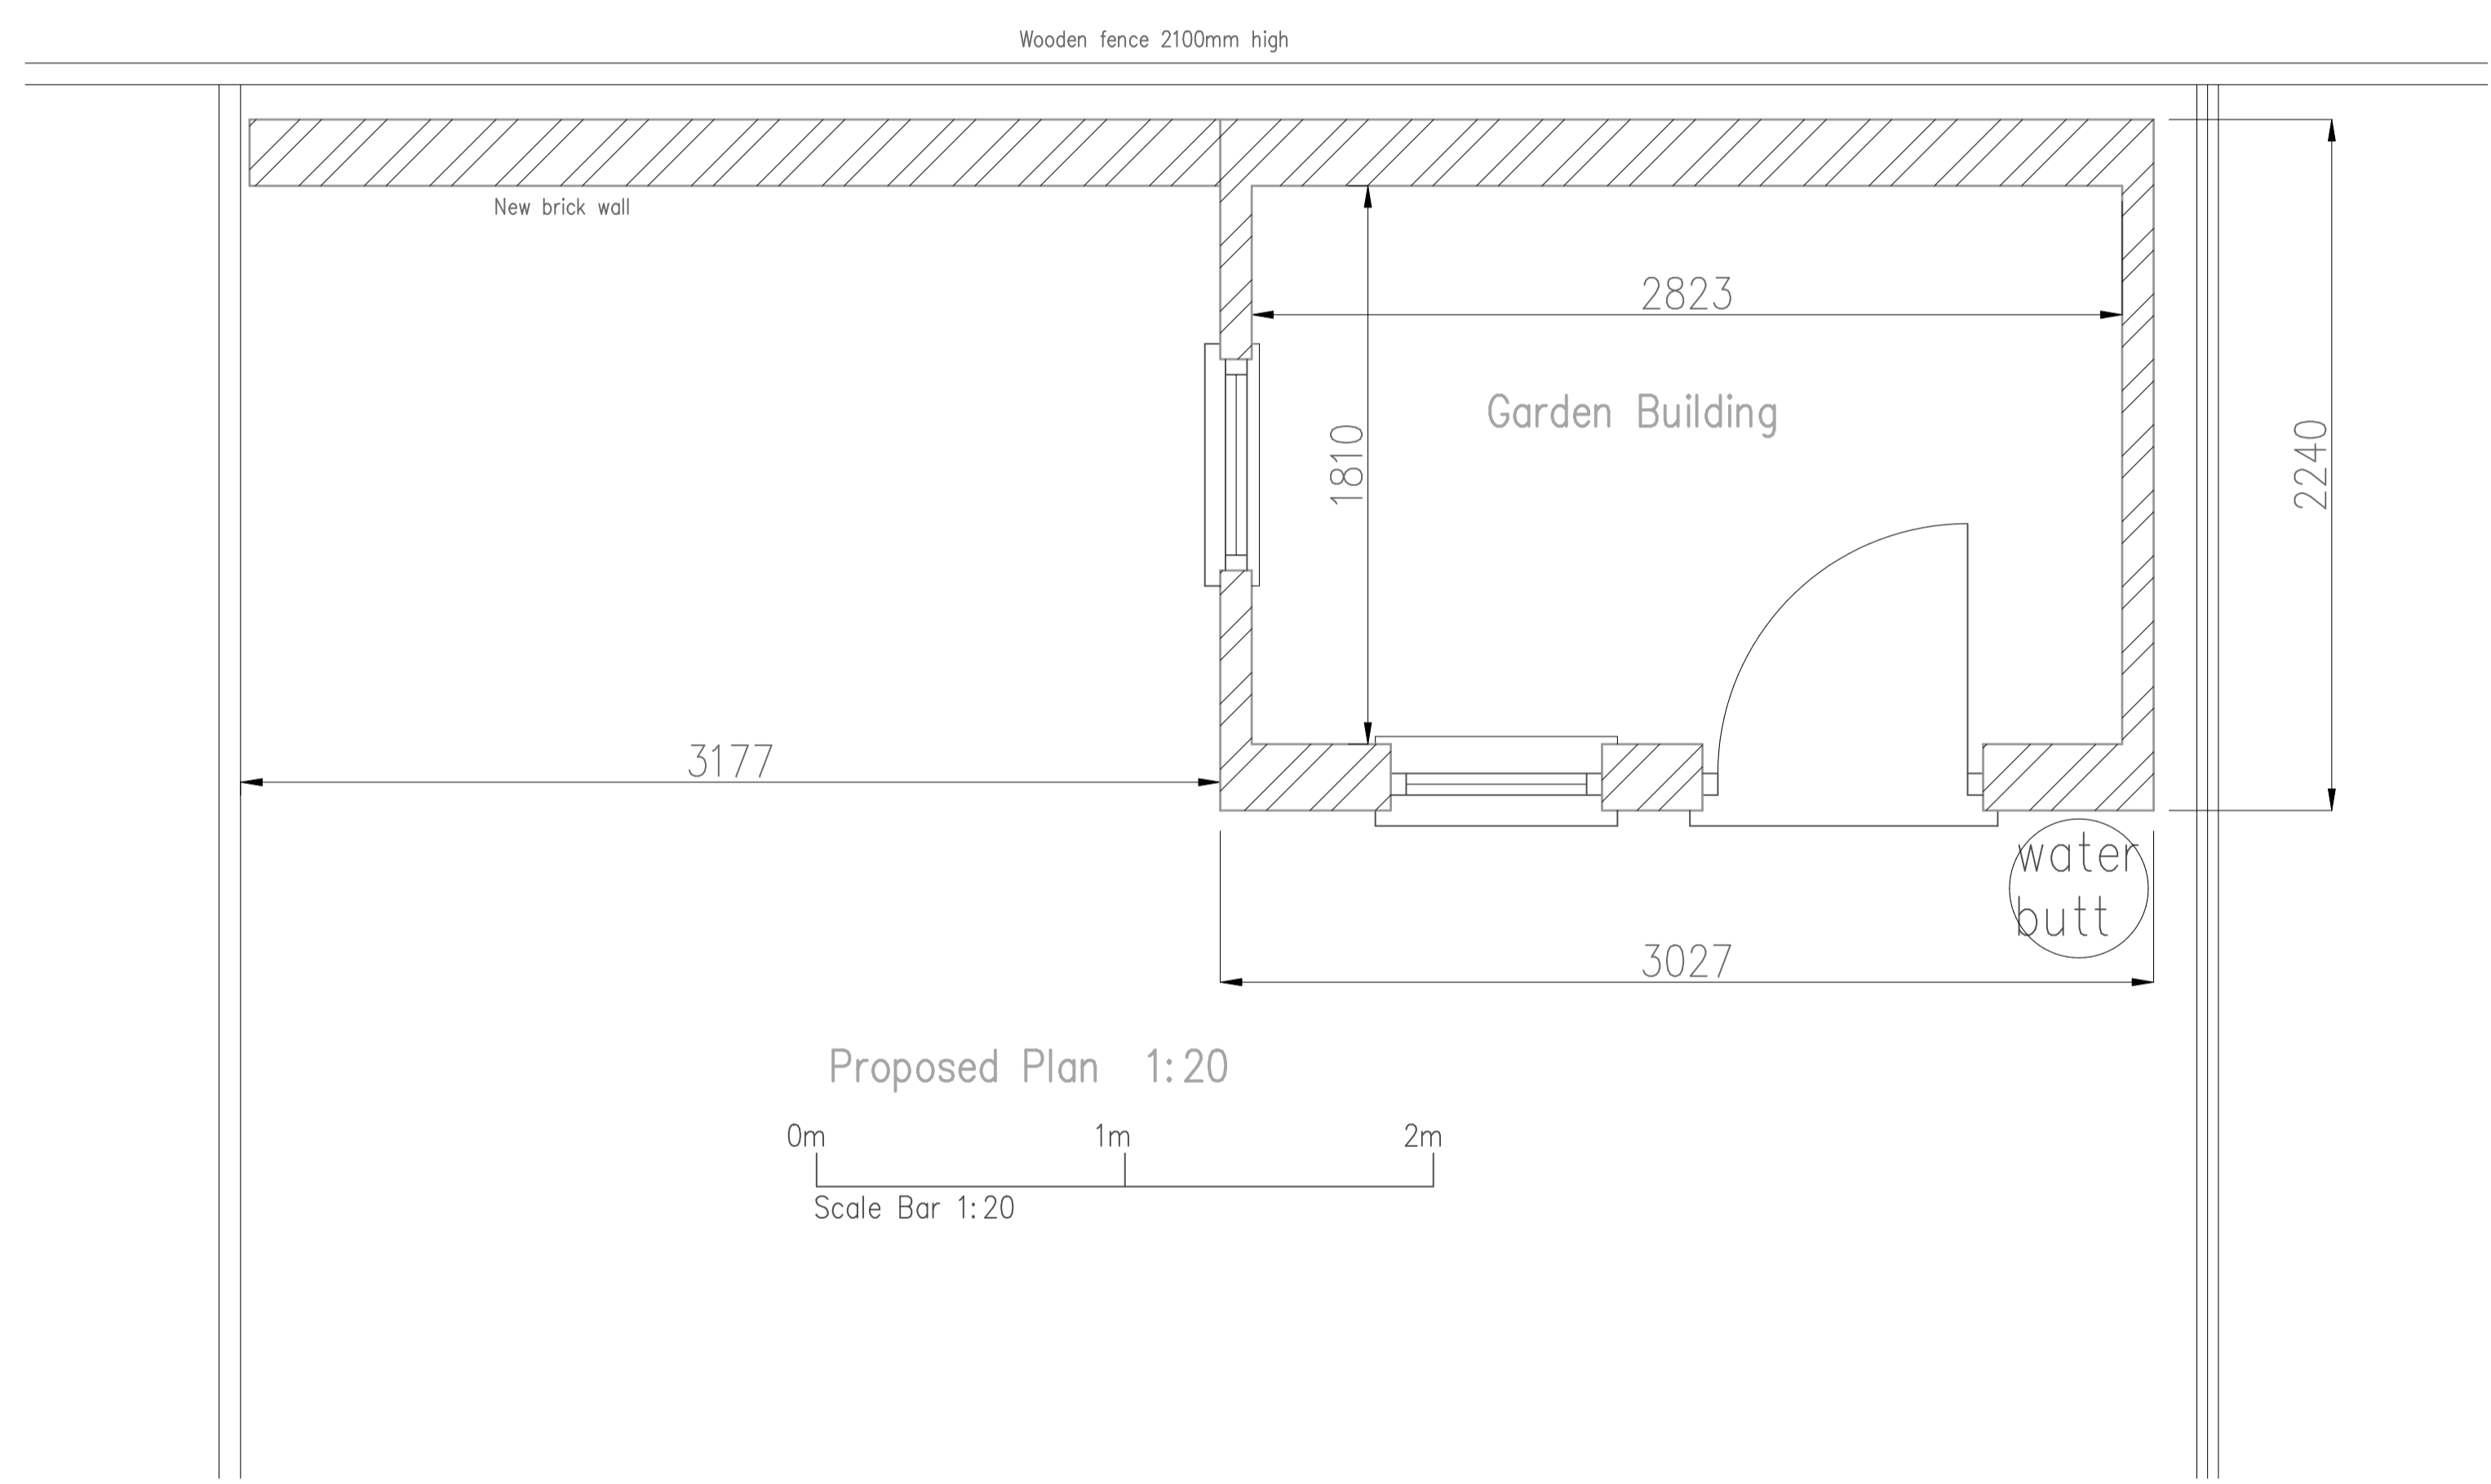 Wooden fence 2100mm high
New brick wall
2823
Garden Building
1810
2240
3177
water
butt
3027
Proposed Plan 1:20
0m 1m 2m
Scale Bar 1:20